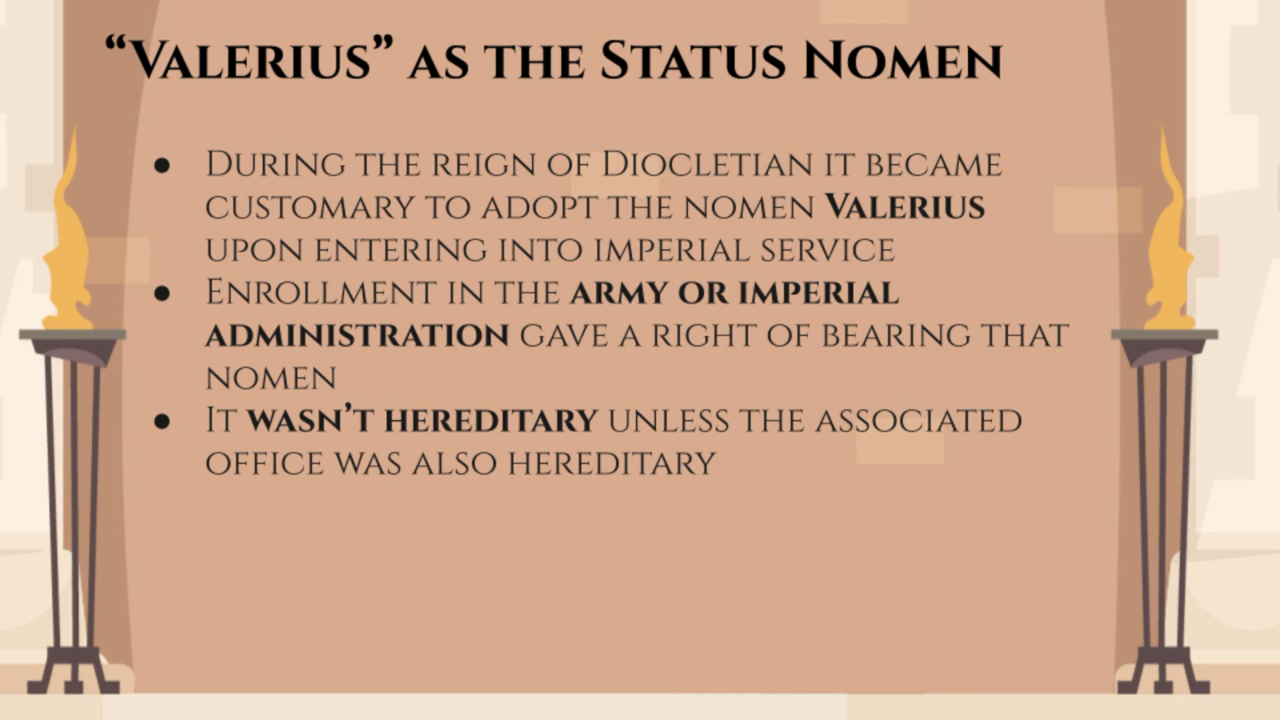 “Valerius” as the Status Nomen
● During the reign of Diocletian it became
customary to adopt the nomen Valerius
upon entering into imperial service
● Enrollment in the army or imperial
administration gave a right of bearing that
nomen
● It wasn’t hereditary unless the associated
office was also hereditary